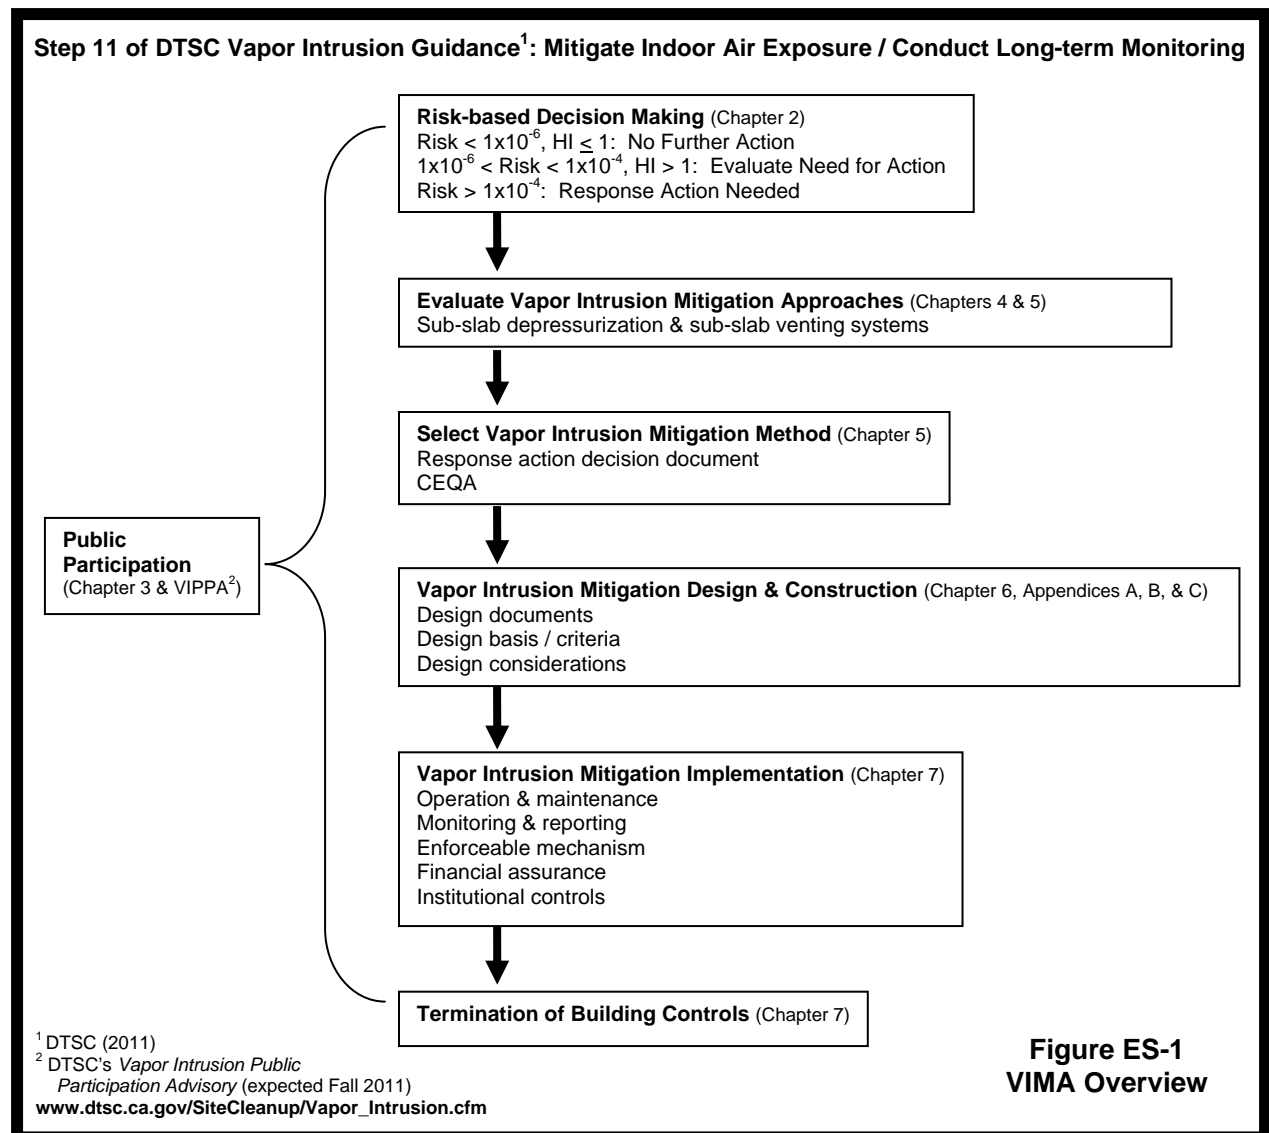 Step 11 of DTSC Vapor Intrusion Guidance¹: Mitigate Indoor Air Exposure / Conduct Long-term Monitoring
Risk-based Decision Making (Chapter 2)
Risk < 1x10⁻⁶, HI ≤ 1: No Further Action
1x10⁻⁶ < Risk < 1x10⁻⁴, HI > 1: Evaluate Need for Action
Risk > 1x10⁻⁴: Response Action Needed
Evaluate Vapor Intrusion Mitigation Approaches (Chapters 4 & 5)
Sub-slab depressurization & sub-slab venting systems
Select Vapor Intrusion Mitigation Method (Chapter 5)
Response action decision document
CEQA
Public
Participation
(Chapter 3 & VIPPA²)
Vapor Intrusion Mitigation Design & Construction (Chapter 6, Appendices A, B, & C)
Design documents
Design basis / criteria
Design considerations
Vapor Intrusion Mitigation Implementation (Chapter 7)
Operation & maintenance
Monitoring & reporting
Enforceable mechanism
Financial assurance
Institutional controls
Termination of Building Controls (Chapter 7)
¹ DTSC (2011)
² DTSC's Vapor Intrusion Public
Participation Advisory (expected Fall 2011)
www.dtsc.ca.gov/SiteCleanup/Vapor_Intrusion.cfm
Figure ES-1
VIMA Overview